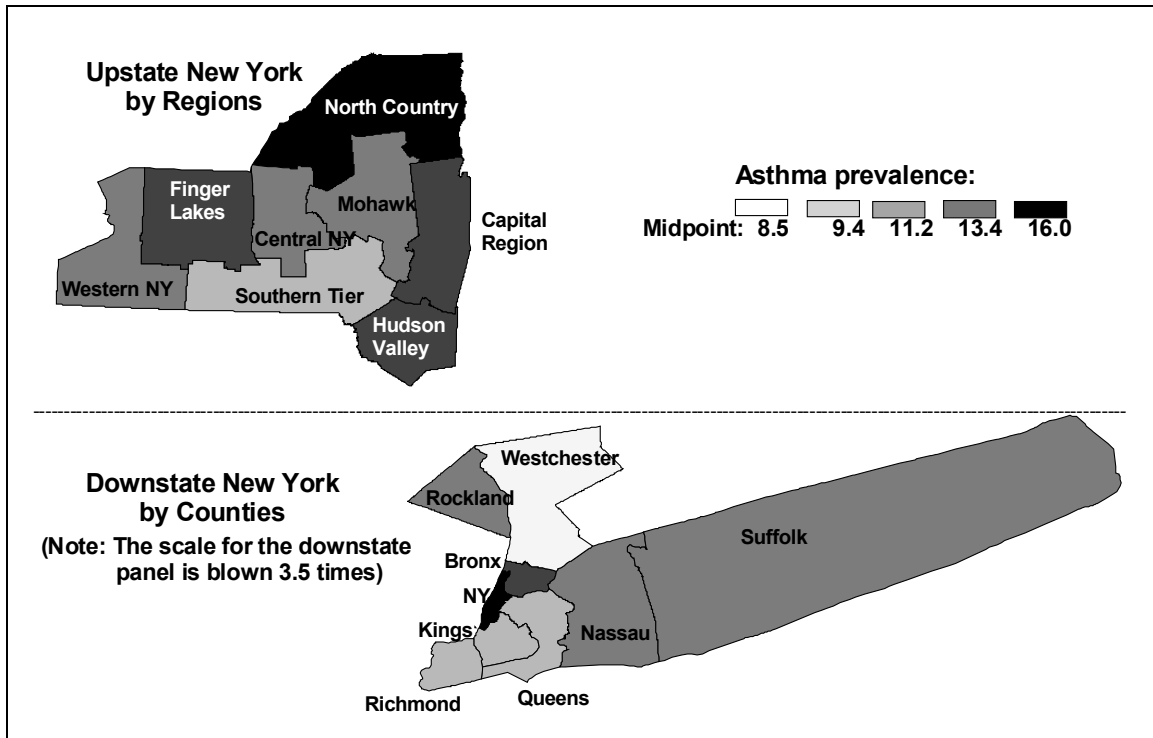 Upstate New York
by Regions
North Country
Finger
Lakes
Mohawk
Central NY
Capital
Region
Western NY
Southern Tier
Hudson
Valley
Asthma prevalence:
Midpoint: 8.5 9.4 11.2 13.4 16.0
Downstate New York
by Counties
(Note: The scale for the downstate
panel is blown 3.5 times)
Westchester
Rockland
Suffolk
Bronx
NY
Kings
Nassau
Richmond
Queens